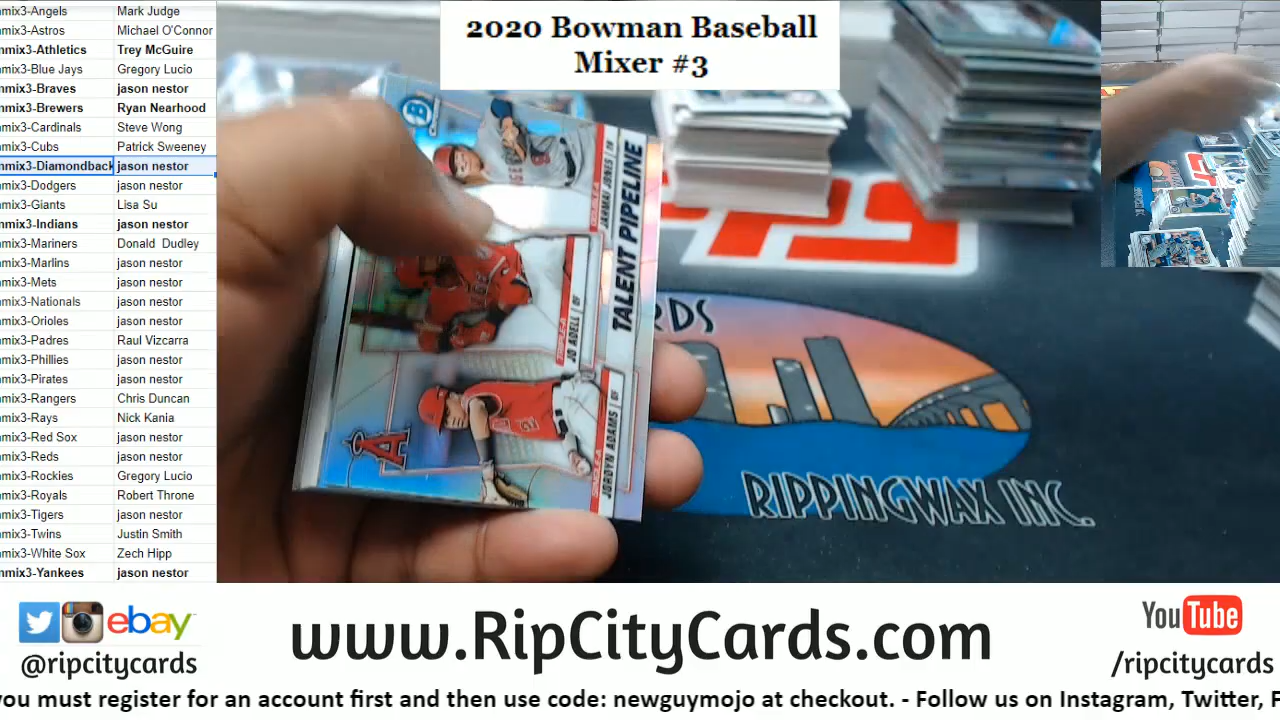 2020 Bowman Baseball
Mixer #3
mix3-Angels Mark Judge
mix3-Astros Michael O'Connor
mix3-Athletics Trey McGuire
mix3-Blue Jays Gregory Lucio
mix3-Braves jason nestor
mix3-Brewers Ryan Nearhood
mix3-Cardinals Steve Wong
mix3-Cubs Patrick Sweeney
mix3-Diamondback jason nestor
mix3-Dodgers jason nestor
mix3-Giants Lisa Su
mix3-Indians jason nestor
mix3-Mariners Donald Dudley
mix3-Marlins jason nestor
mix3-Mets jason nestor
mix3-Nationals jason nestor
mix3-Orioles jason nestor
mix3-Padres Raul Vizcarra
mix3-Phillies jason nestor
mix3-Pirates jason nestor
mix3-Rangers Chris Duncan
mix3-Rays Nick Kania
mix3-Red Sox jason nestor
mix3-Reds jason nestor
mix3-Rockies Gregory Lucio
mix3-Royals Robert Throne
mix3-Tigers jason nestor
mix3-Twins Justin Smith
mix3-White Sox Zech Hipp
mix3-Yankees jason nestor
TALENT PIPELINE
JAHMAI JONES
JO ADELL | OF
JORDYN ADAMS | OF
A
RDS
RIPPINGWAX INC.
ebay
@ripcitycards
www.RipCityCards.com
YouTube
/ripcitycards
you must register for an account first and then use code: newguymojo at checkout. - Follow us on Instagram, Twitter, F